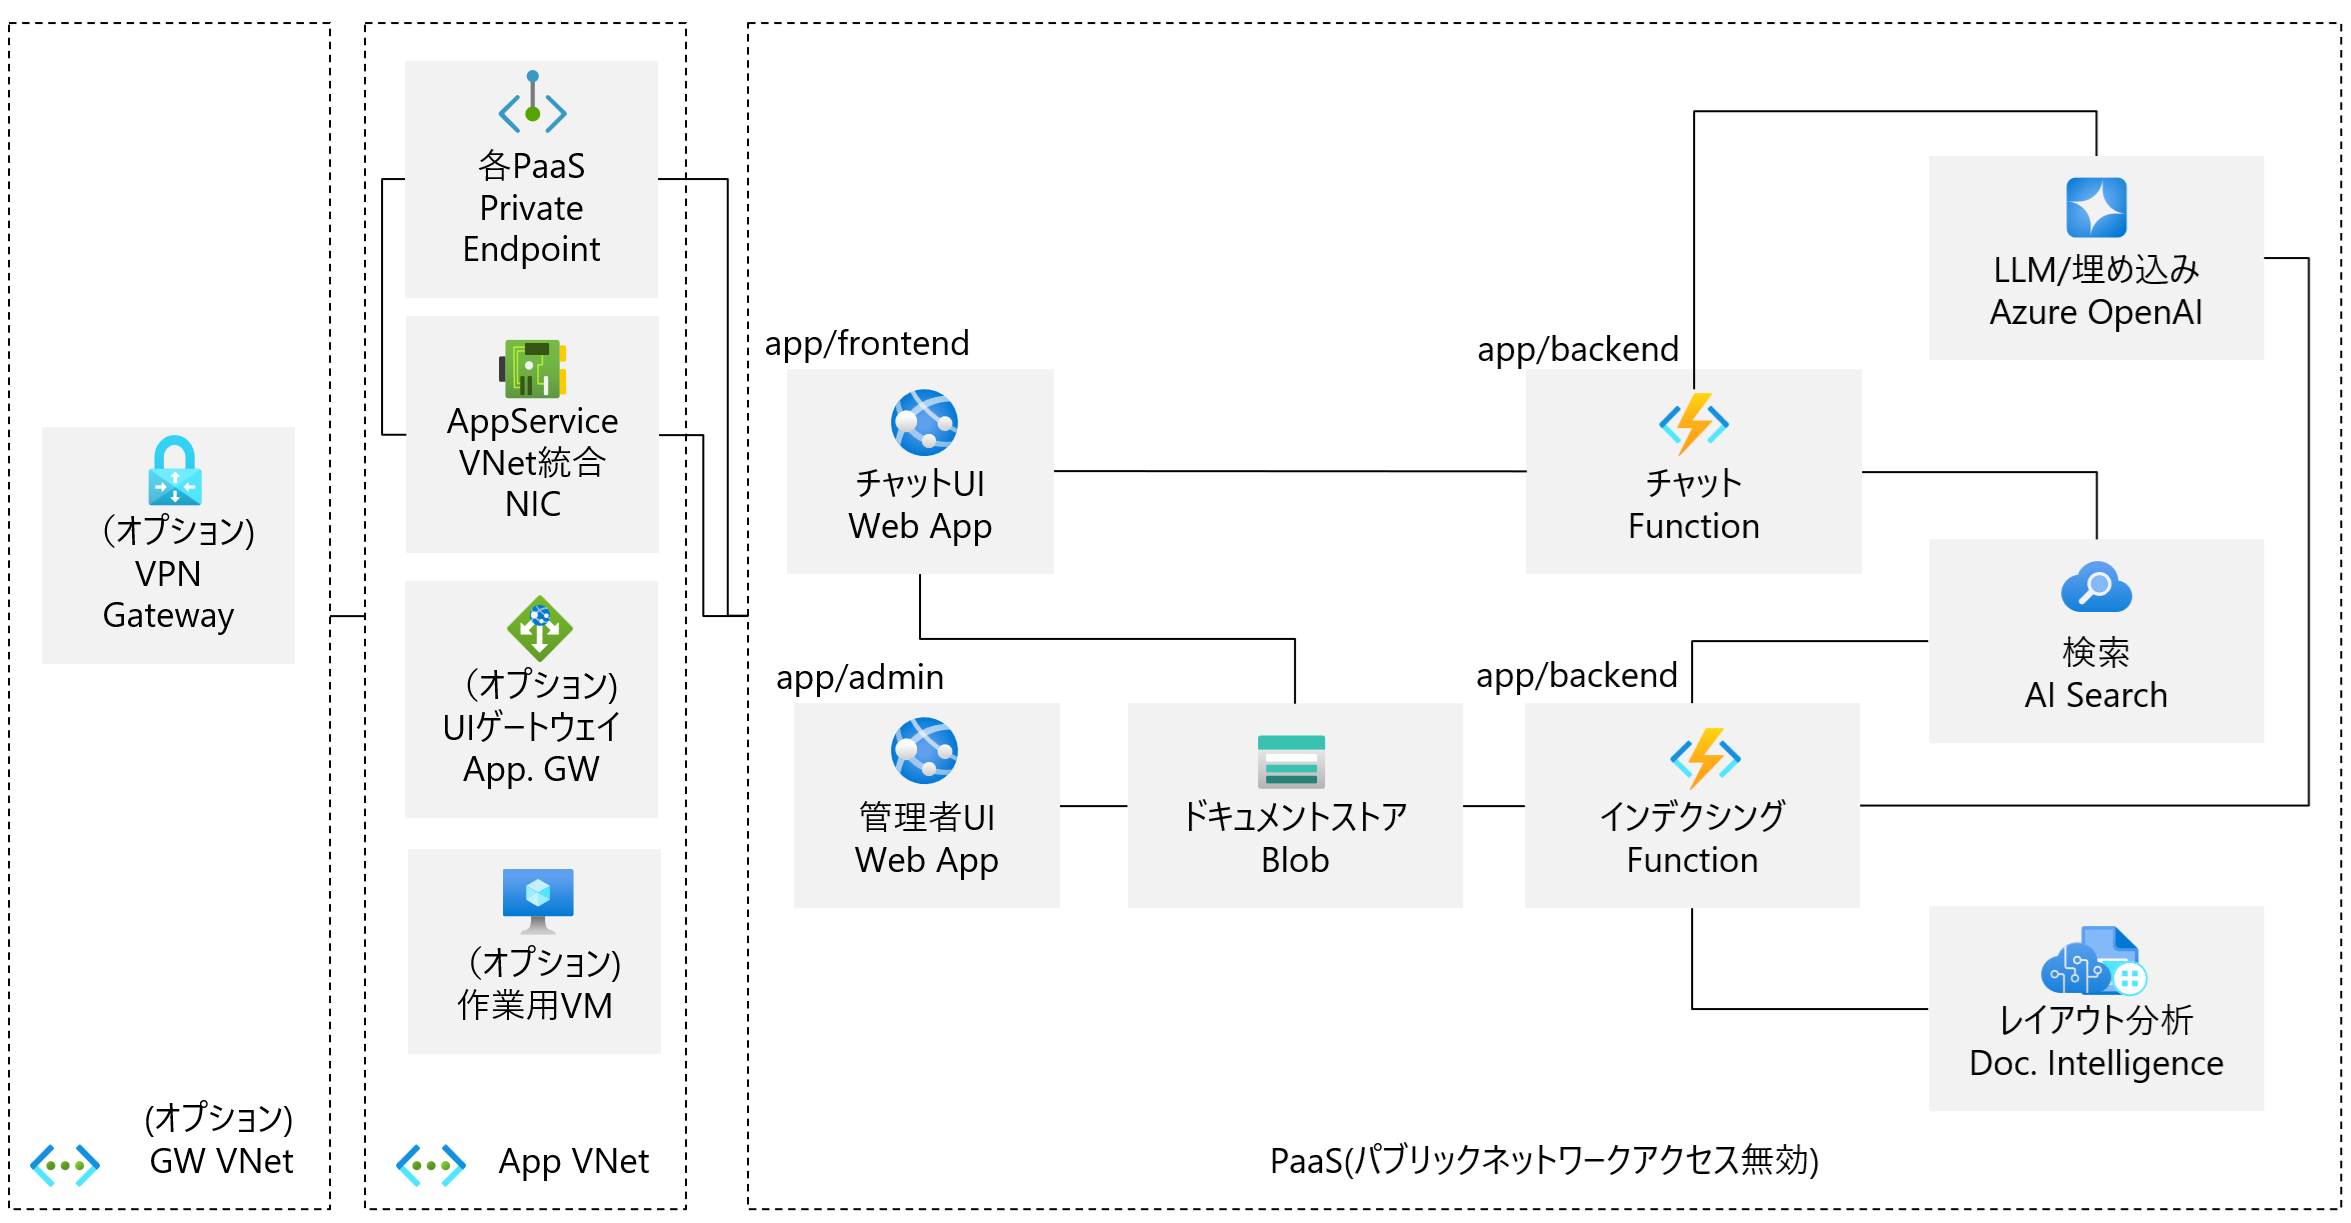 (オプション)
VPN
Gateway
(オプション)
GW VNet
各PaaS
Private
Endpoint
AppService
VNet統合
NIC
(オプション)
UIゲートウェイ
App. GW
(オプション)
作業用VM
App VNet
app/frontend
チャットUI
Web App
app/admin
管理者UI
Web App
ドキュメントストア
Blob
app/backend
チャット
Function
app/backend
インデクシング
Function
LLM/埋め込み
Azure OpenAI
検索
AI Search
レイアウト分析
Doc. Intelligence
PaaS(パブリックネットワークアクセス無効)